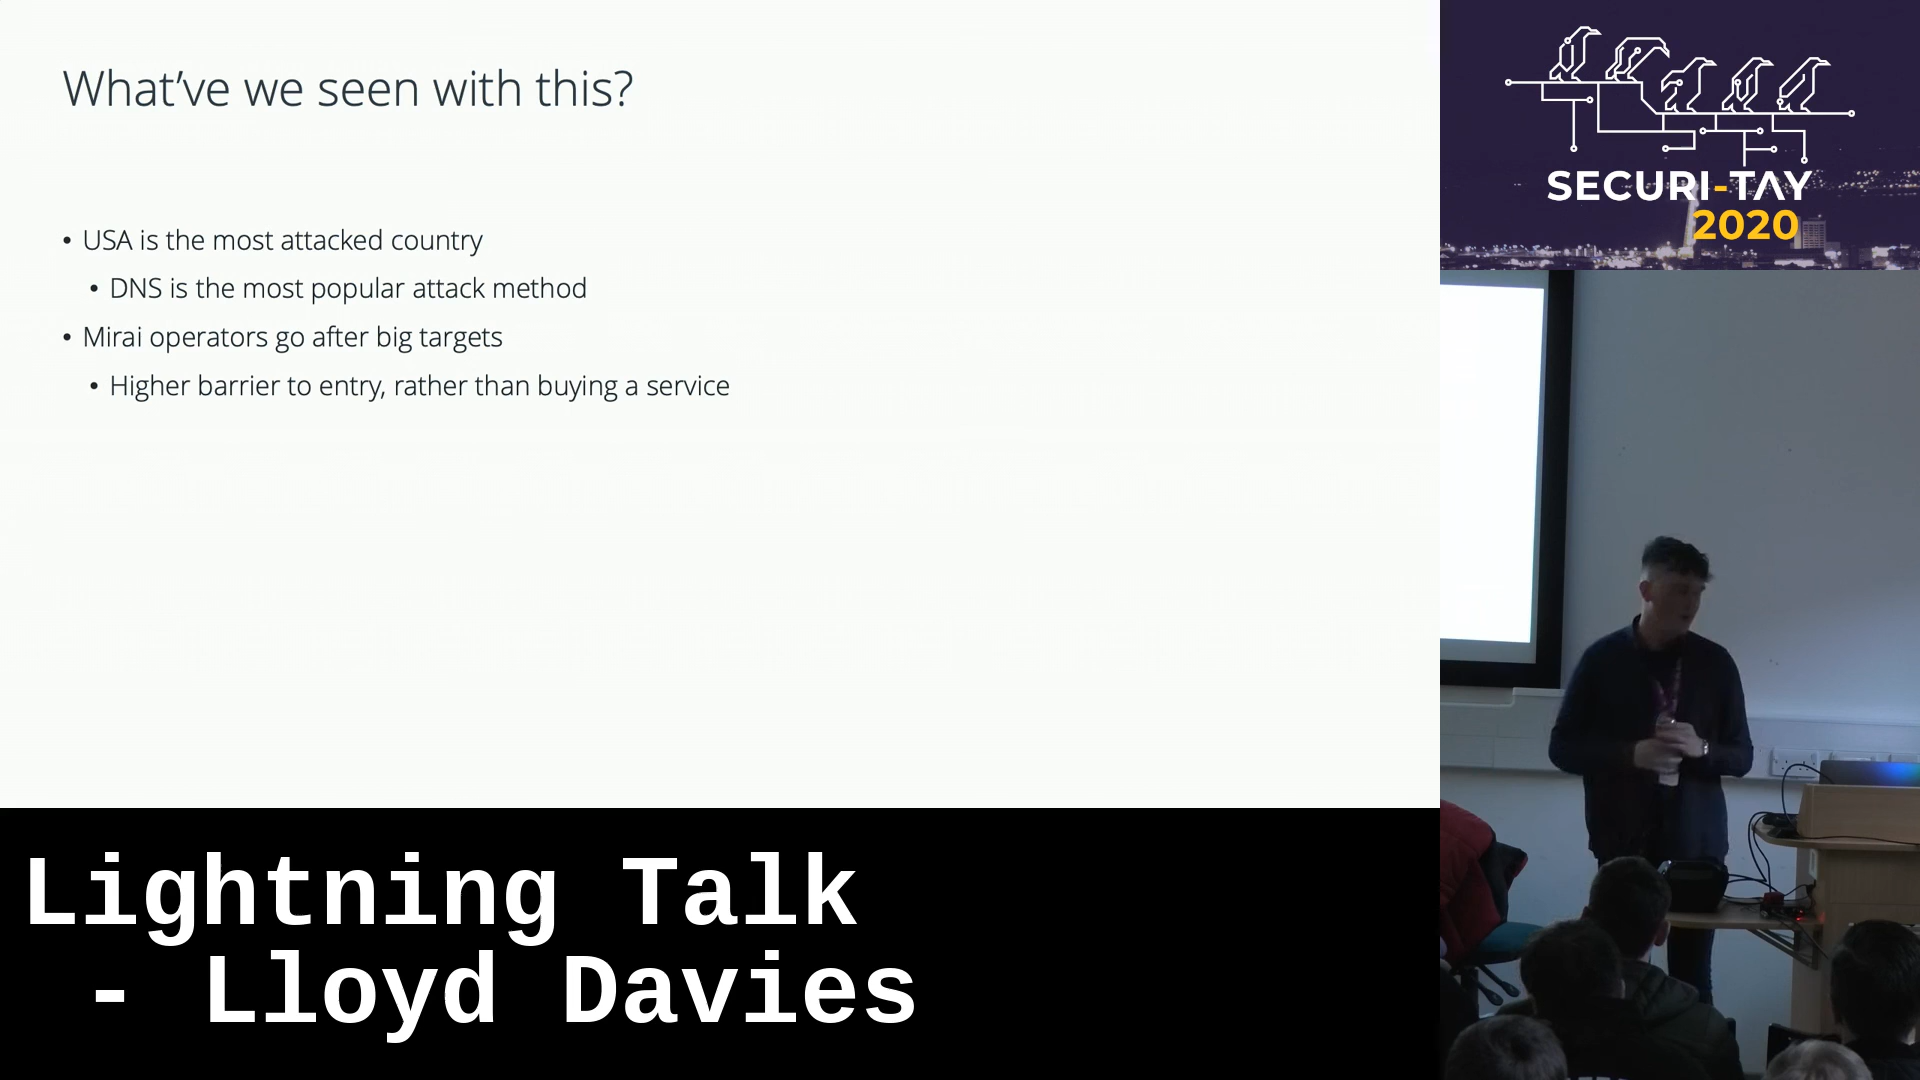 What’ve we seen with this?
• USA is the most attacked country
• DNS is the most popular attack method
• Mirai operators go after big targets
• Higher barrier to entry, rather than buying a service
SECURI-TAY
2020
Lightning Talk
- Lloyd Davies